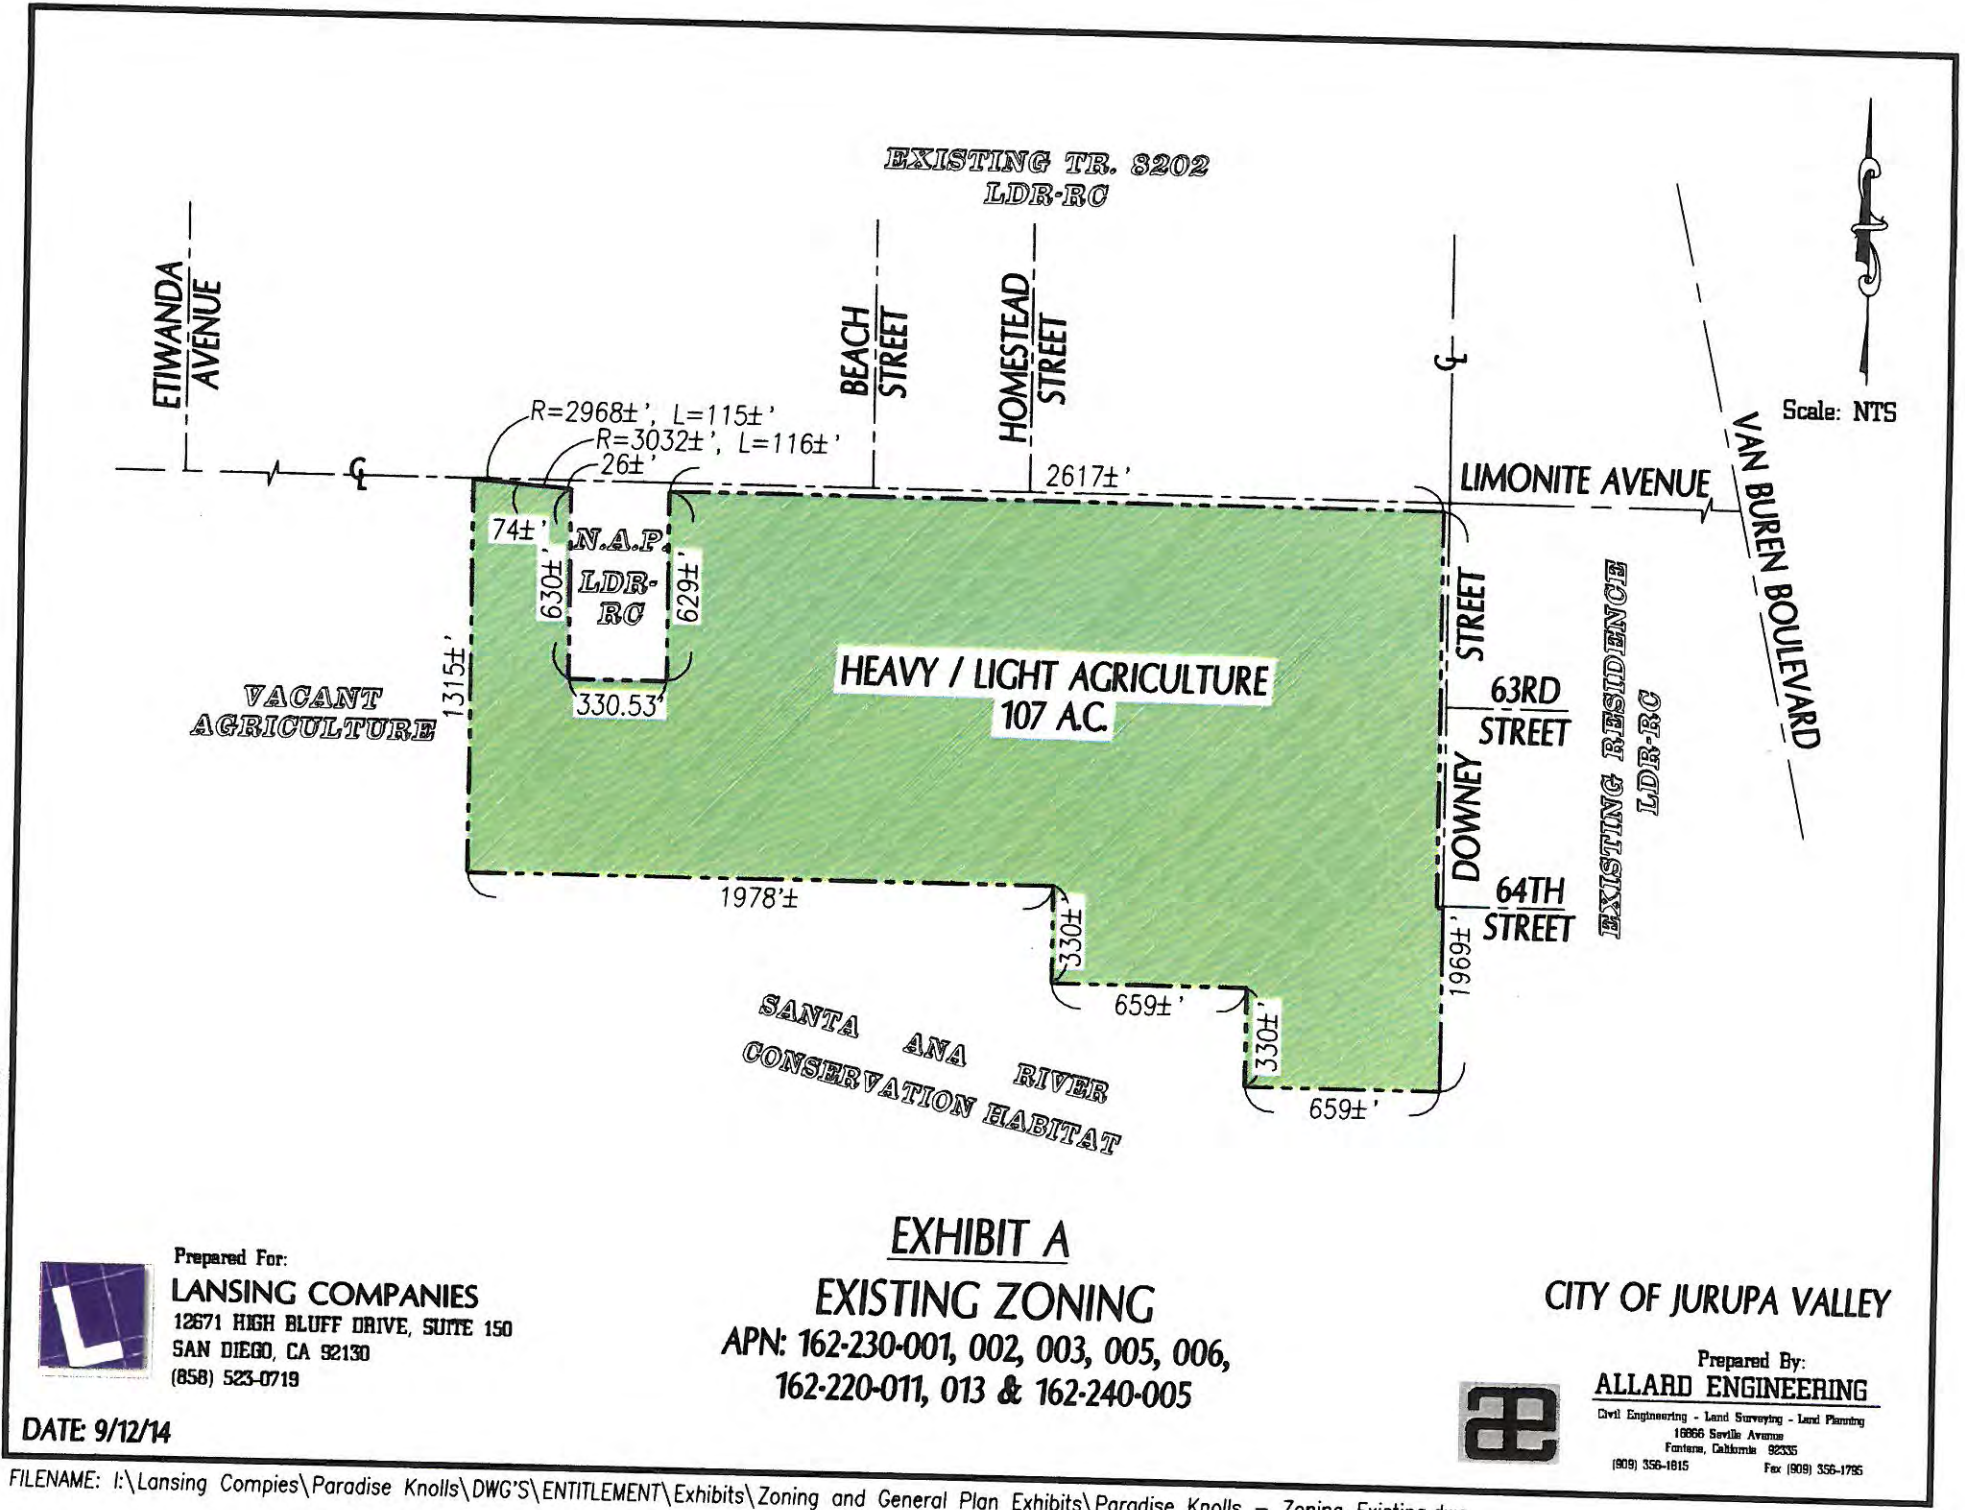 EXISTING TR. 8202
LDR-RC
ETIWANDA
AVENUE
BEACH
STREET
HOMESTEAD
STREET
Scale: NTS
R=2968±', L=115±'
R=3032±', L=116±'
26±'
2617±'
LIMONITE AVENUE
VAN BUREN BOULEVARD
74±'
630±'
N.A.P.
LDR-
RC
629±'
330.53'
1315±'
VACANT
AGRICULTURE
HEAVY / LIGHT AGRICULTURE
107 A.C.
DOWNEY STREET
63RD
STREET
64TH
STREET
EXISTING RESIDENCE
LDR-RC
1978'±
330±'
659±'
330±'
659±'
1969±'
SANTA ANA RIVER
CONSERVATION HABITAT
EXHIBIT A
EXISTING ZONING
APN: 162-230-001, 002, 003, 005, 006,
162-220-011, 013 & 162-240-005
Prepared For:
LANSING COMPANIES
12671 HIGH BLUFF DRIVE, SUITE 150
SAN DIEGO, CA 92130
(858) 523-0719
DATE: 9/12/14
CITY OF JURUPA VALLEY
Prepared By:
ALLARD ENGINEERING
Civil Engineering - Land Surveying - Land Planning
16866 Seville Avenue
Fontana, California 92335
(909) 356-1815 Fax (909) 356-1795
FILENAME: I:\Lansing Compies\Paradise Knolls\DWG'S\ENTITLEMENT\Exhibits\Zoning and General Plan Exhibits\Paradise Knolls - Zoning Existing.dwg